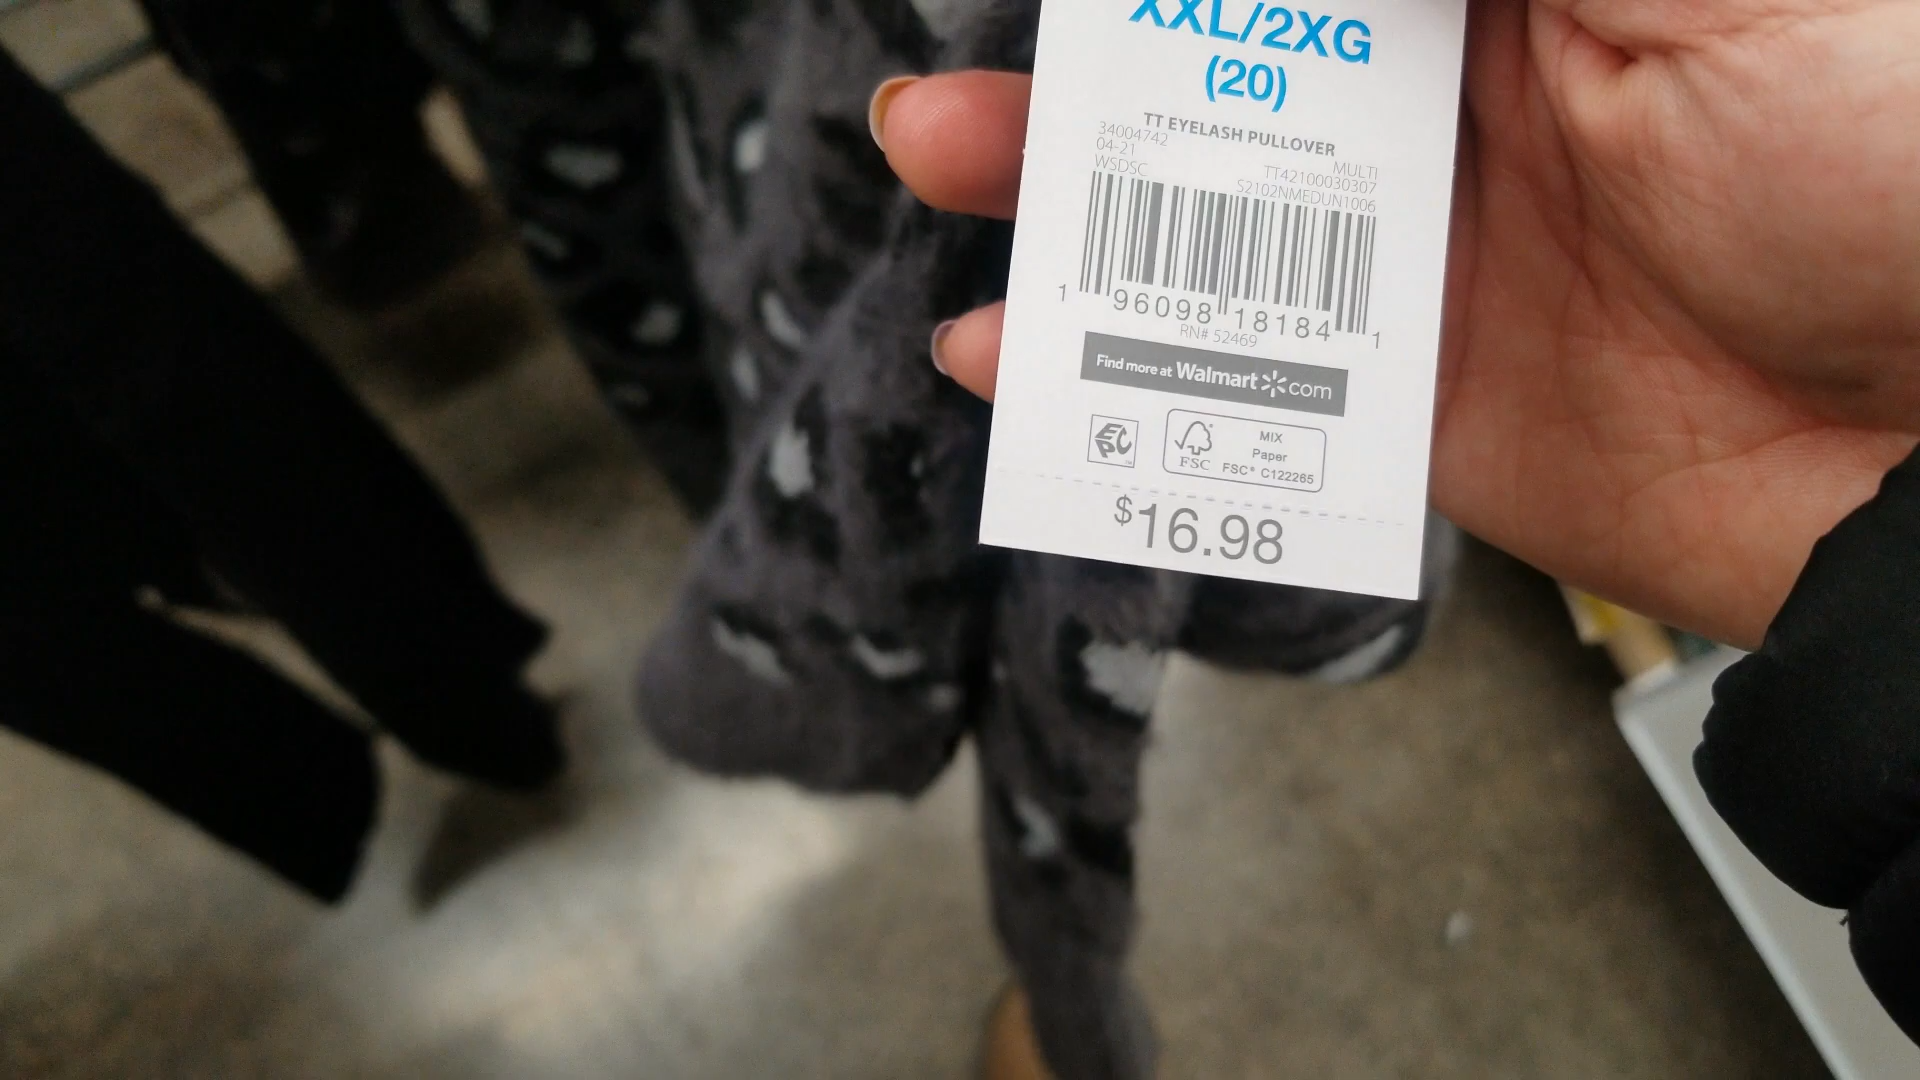 XXL/2XG
(20)
TT EYELASH PULLOVER
34004742
MULTI
04-21
TT42100030307
WSDSC
S2102NMEDUN1006
1 96098 18184 1
RN# 52469
Find more at Walmart com
EPC
FSC
MIX
Paper
FSC® C122265
$16.98